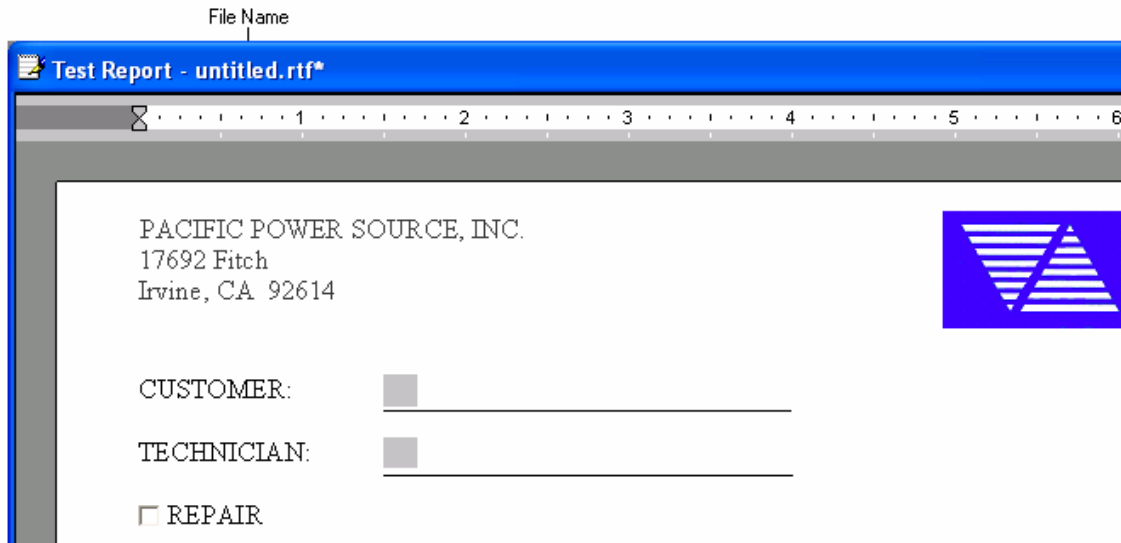 File Name
Test Report - untitled.rtf*
1 2 3 4 5 6
PACIFIC POWER SOURCE, INC.
17692 Fitch
Irvine, CA  92614
CUSTOMER:
TECHNICIAN:
REPAIR